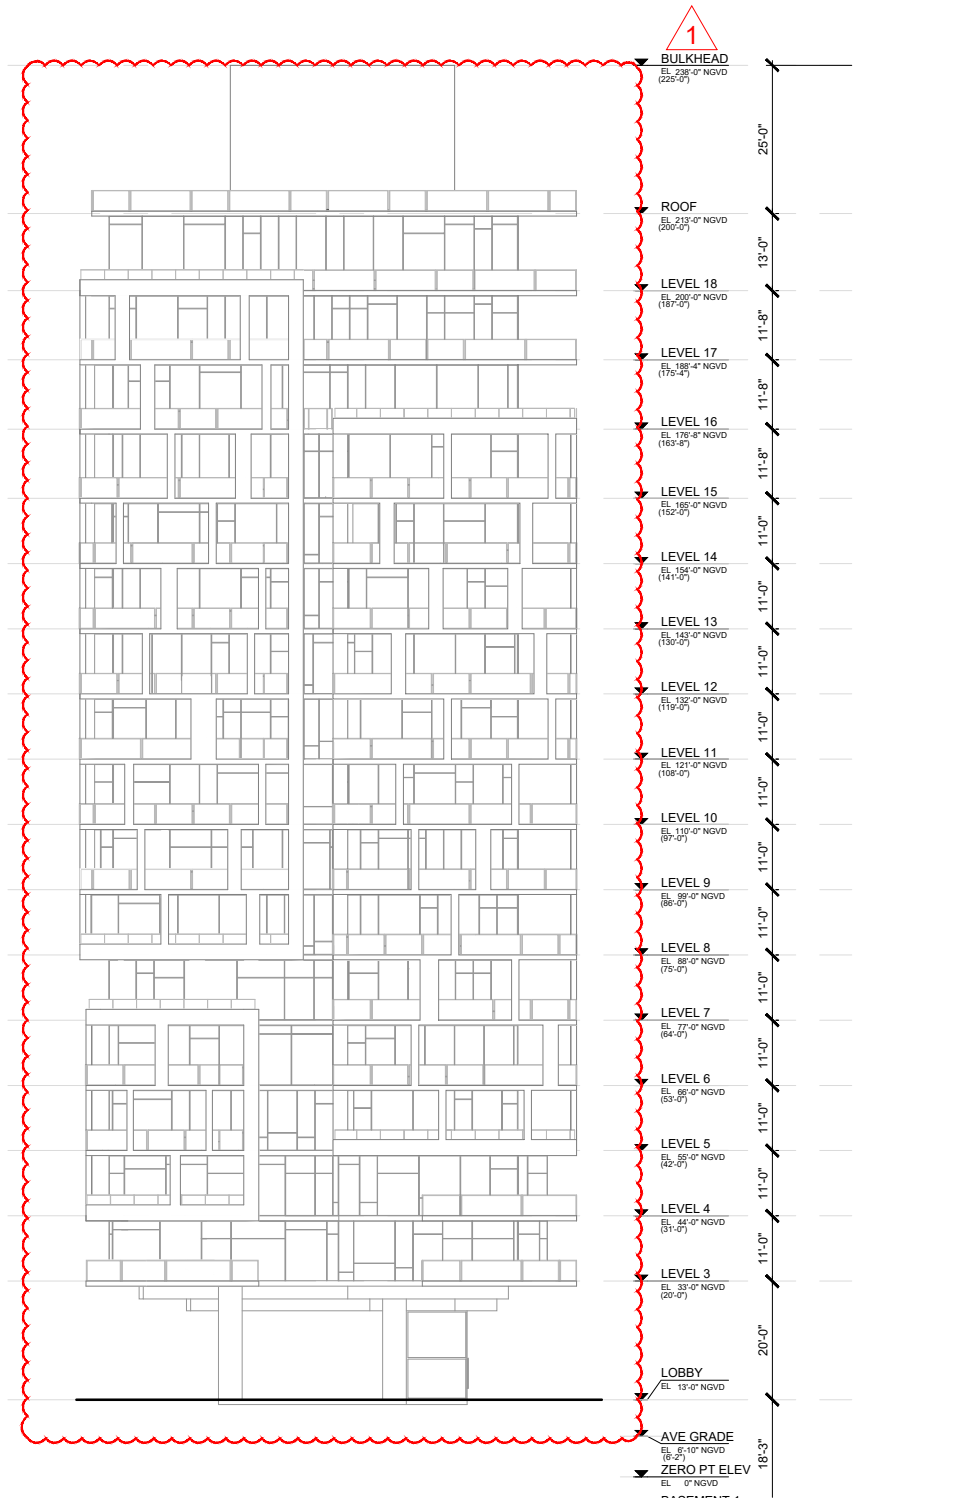 1
BULKHEAD
EL 238'-0" NGVD
(225'-0")
25'-0"
ROOF
EL 213'-0" NGVD
(200'-0")
13'-0"
LEVEL 18
EL 200'-0" NGVD
(187'-0")
11'-8"
LEVEL 17
EL 188'-4" NGVD
(175'-4")
11'-8"
LEVEL 16
EL 176'-8" NGVD
(163'-8")
11'-8"
LEVEL 15
EL 165'-0" NGVD
(152'-0")
11'-0"
LEVEL 14
EL 154'-0" NGVD
(141'-0")
11'-0"
LEVEL 13
EL 143'-0" NGVD
(130'-0")
11'-0"
LEVEL 12
EL 132'-0" NGVD
(119'-0")
11'-0"
LEVEL 11
EL 121'-0" NGVD
(108'-0")
11'-0"
LEVEL 10
EL 110'-0" NGVD
(97'-0")
11'-0"
LEVEL 9
EL 99'-0" NGVD
(86'-0")
11'-0"
LEVEL 8
EL 88'-0" NGVD
(75'-0")
11'-0"
LEVEL 7
EL 77'-0" NGVD
(64'-0")
11'-0"
LEVEL 6
EL 66'-0" NGVD
(53'-0")
11'-0"
LEVEL 5
EL 55'-0" NGVD
(42'-0")
11'-0"
LEVEL 4
EL 44'-0" NGVD
(31'-0")
11'-0"
LEVEL 3
EL 33'-0" NGVD
(20'-0")
20'-0"
LOBBY
EL 13'-0" NGVD
AVE GRADE
EL 6'-10" NGVD
(6'-2")
18'-3"
ZERO PT ELEV
EL 0" NGVD